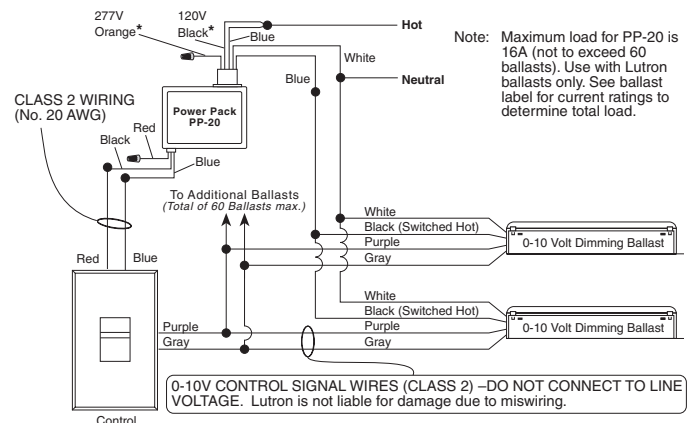 277V
Orange*
120V
Black*
Blue
Hot
White
Blue
Neutral
Note: Maximum load for PP-20 is
16A (not to exceed 60
ballasts). Use with Lutron
ballasts only. See ballast
label for current ratings to
determine total load.
CLASS 2 WIRING
(No. 20 AWG)
Power Pack
PP-20
Red
Black
Blue
To Additional Ballasts
(Total of 60 Ballasts max.)
White
Black (Switched Hot)
Purple
Gray
0-10 Volt Dimming Ballast
Red
Blue
White
Black (Switched Hot)
Purple
Gray
0-10 Volt Dimming Ballast
Purple
Gray
0-10V CONTROL SIGNAL WIRES (CLASS 2) –DO NOT CONNECT TO LINE
VOLTAGE. Lutron is not liable for damage due to miswiring.
Control